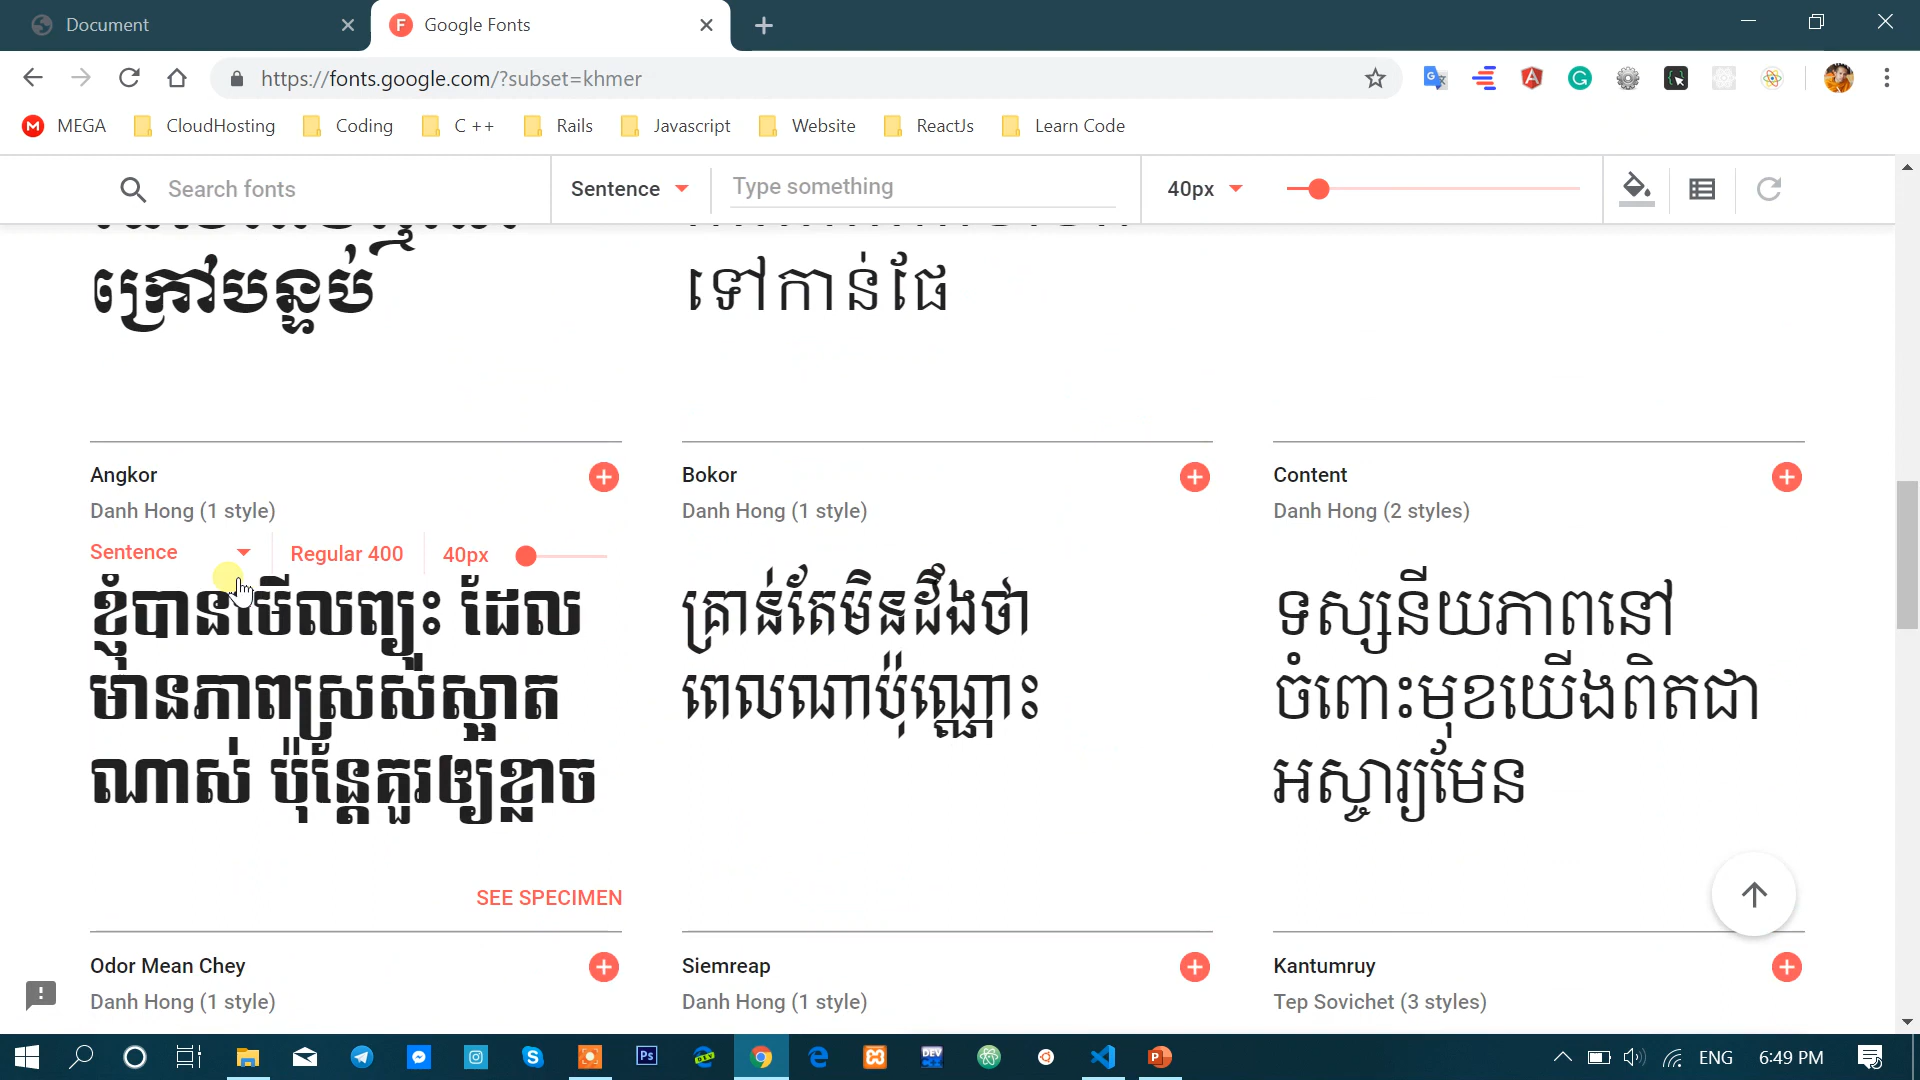 Document
Google Fonts
https://fonts.google.com/?subset=khmer
MEGA
CloudHosting
Coding
C ++
Rails
Javascript
Website
ReactJs
Learn Code
Search fonts
Sentence
Type something
40px
ក្រៅបន្ទប់
ទៅកាន់ផែ
Angkor
Danh Hong (1 style)
Sentence
Regular 400
40px
ខ្ញុំបានមើលព្យុះ ដែល
មានភាពស្រស់ស្អាត
ណាស់ ប៉ុន្តែគួរឲ្យខ្លាច
SEE SPECIMEN
Bokor
Danh Hong (1 style)
គ្រាន់តែមិនដឹងថា
ពេលណាប៉ុណ្ណោះ
Content
Danh Hong (2 styles)
ទស្សនីយភាពនៅ
ចំពោះមុខយើងពិតជា
អស្ចារ្យមែន
Odor Mean Chey
Danh Hong (1 style)
Siemreap
Danh Hong (1 style)
Kantumruy
Tep Sovichet (3 styles)
ENG
6:49 PM